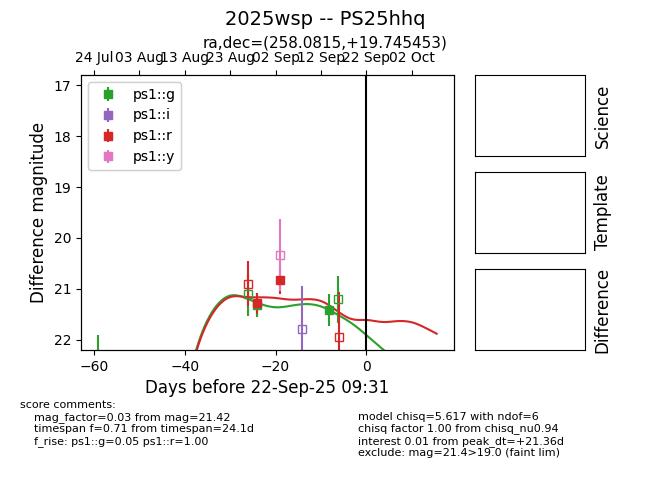 2025wsp -- PS25hhq
ra,dec=(258.0815,+19.745453)
24 Jul 03 Aug 13 Aug 23 Aug 02 Sep 12 Sep 22 Sep 02 Oct
17
18
19
20
21
22
Difference magnitude
ps1::g
ps1::i
ps1::r
ps1::y
−60 −40 −20 0
Days before 22-Sep-25 09:31
Science
Template
Difference
score comments:
mag_factor=0.03 from mag=21.42
timespan f=0.71 from timespan=24.1d
f_rise: ps1::g=0.05 ps1::r=1.00
model chisq=5.617 with ndof=6
chisq factor 1.00 from chisq_nu0.94
interest 0.01 from peak_dt=+21.36d
exclude: mag=21.4>19.0 (faint lim)